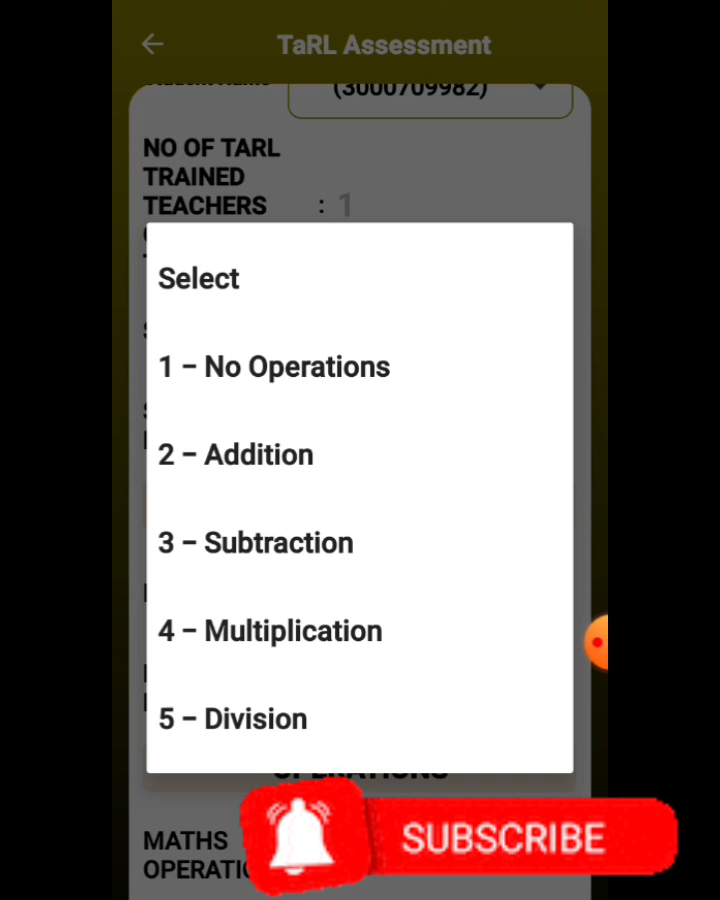 TaRL Assessment
(3000709982)
NO OF TARL
TRAINED
TEACHERS : 1
Select
1 – No Operations
2 – Addition
3 – Subtraction
4 – Multiplication
5 – Division
OPERATIONS
MATHS
SUBSCRIBE